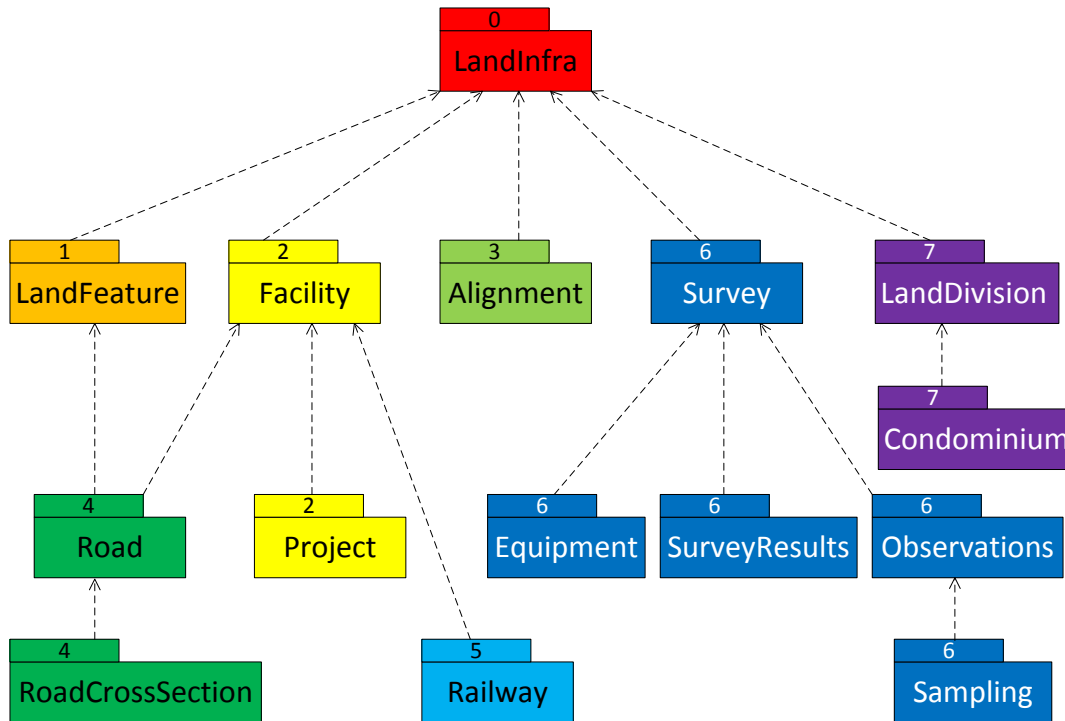 0
LandInfra
1
LandFeature
2
Facility
3
Alignment
6
Survey
7
LandDivision
7
Condominium
4
Road
2
Project
6
Equipment
6
SurveyResults
6
Observations
4
RoadCrossSection
5
Railway
6
Sampling